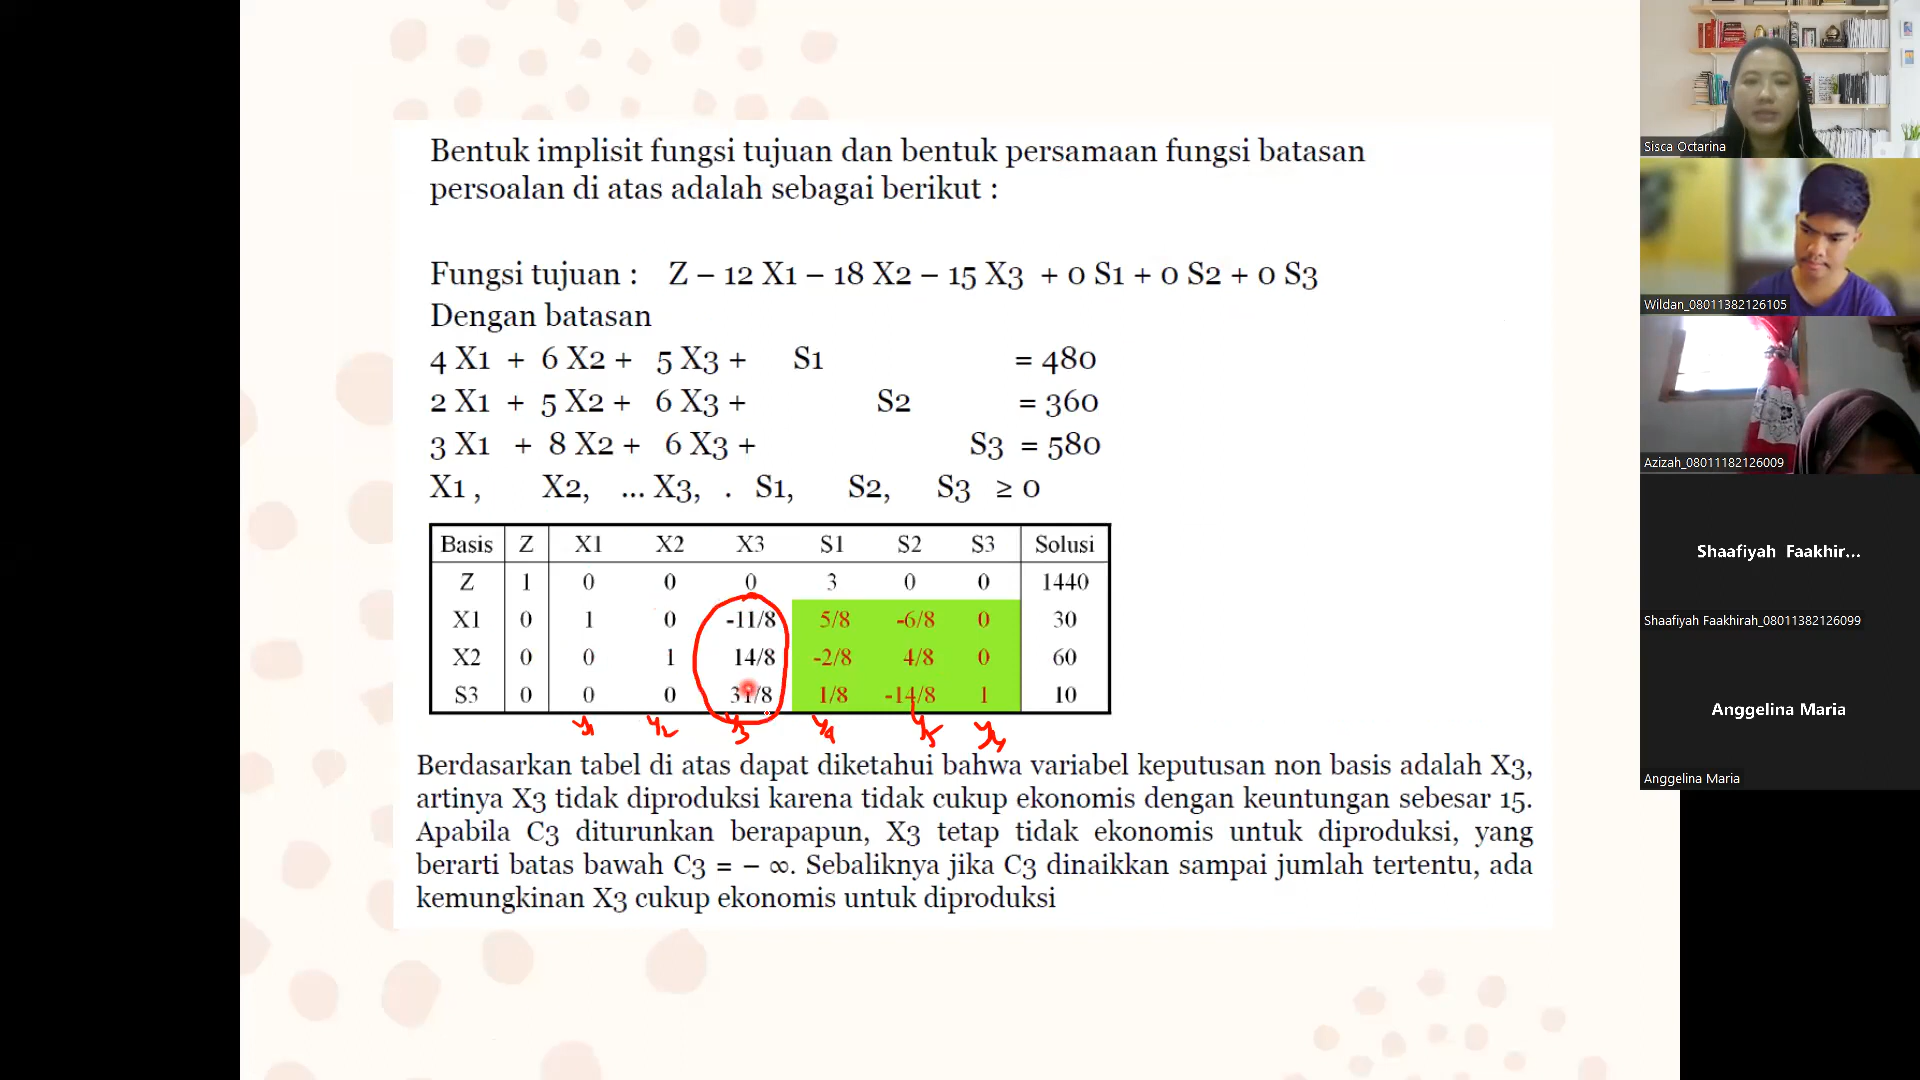 Bentuk implisit fungsi tujuan dan bentuk persamaan fungsi batasan
persoalan di atas adalah sebagai berikut :
Fungsi tujuan : Z – 12 X1 – 18 X2 – 15 X3 + 0 S1 + 0 S2 + 0 S3
Dengan batasan
4 X1 + 6 X2 + 5 X3 + S1 = 480
2 X1 + 5 X2 + 6 X3 + S2 = 360
3 X1 + 8 X2 + 6 X3 + S3 = 580
X1 , X2, ... X3, . S1, S2, S3 ≥ 0
Basis Z X1 X2 X3 S1 S2 S3 Solusi
Z 1 0 0 0 3 0 0 1440
X1 0 1 0 -11/8 5/8 -6/8 0 30
X2 0 0 1 14/8 -2/8 4/8 0 60
S3 0 0 0 31/8 1/8 -14/8 1 10
y1 y2 y3 y4 y5
Berdasarkan tabel di atas dapat diketahui bahwa variabel keputusan non basis adalah X3,
artinya X3 tidak diproduksi karena tidak cukup ekonomis dengan keuntungan sebesar 15.
Apabila C3 diturunkan berapapun, X3 tetap tidak ekonomis untuk diproduksi, yang
berarti batas bawah C3 = – ∞. Sebaliknya jika C3 dinaikkan sampai jumlah tertentu, ada
kemungkinan X3 cukup ekonomis untuk diproduksi
Sisca Octarina
Wildan_08011382126105
Azizah_08011182126009
Shaafiyah Faakhir...
Shaafiyah Faakhirah_08011382126099
Anggelina Maria
Anggelina Maria